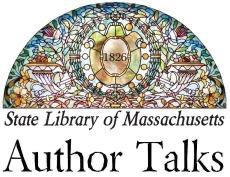 1826
State Library of Massachusetts
Author Talks